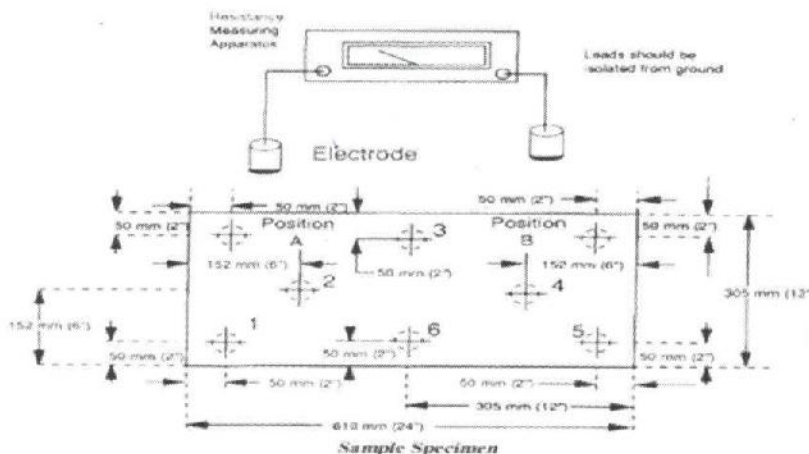 Resistance
Measuring
Apparatus
Leads should be
isolated from ground
Electrode
50 mm (2")
50 mm (2")
50 mm (2")
Position
A
3
Position
B
50 mm (2")
152 mm (6")
50 mm (2")
152 mm (6")
2
4
305 mm (12")
152 mm (6")
1
6
5
50 mm (2")
50 mm (2")
50 mm (2")
50 mm (2")
50 mm (2")
305 mm (12")
610 mm (24")
Sample Specimen